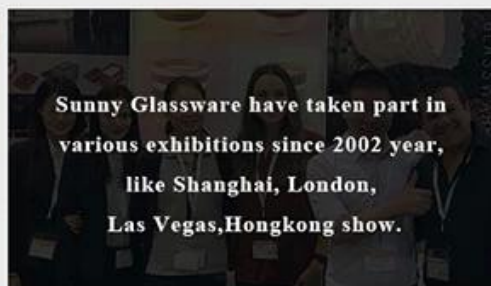 Sunny Glassware have taken part in
various exhibitions since 2002 year,
like Shanghai, London,
Las Vegas,Hongkong show.